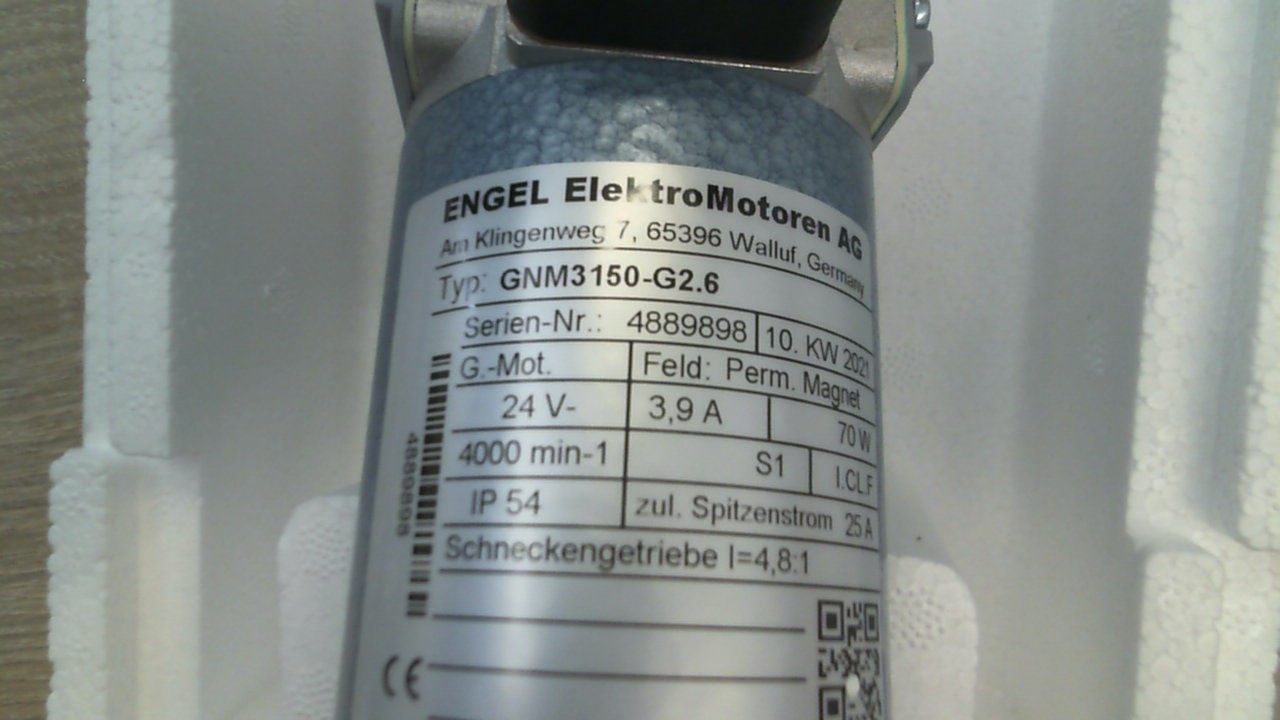 ENGEL ElektroMotoren AG
Am Klingenweg 7, 65396 Walluf, Germany
Typ: GNM3150-G2.6
Serien-Nr.: 4889898 10. KW 2021
G.-Mot. Feld: Perm. Magnet
24 V- 3,9 A 70 W
4000 min-1 S1 I.CL.F
IP 54 zul. Spitzenstrom 25 A
Schneckengetriebe I=4,8:1
4889898
CE